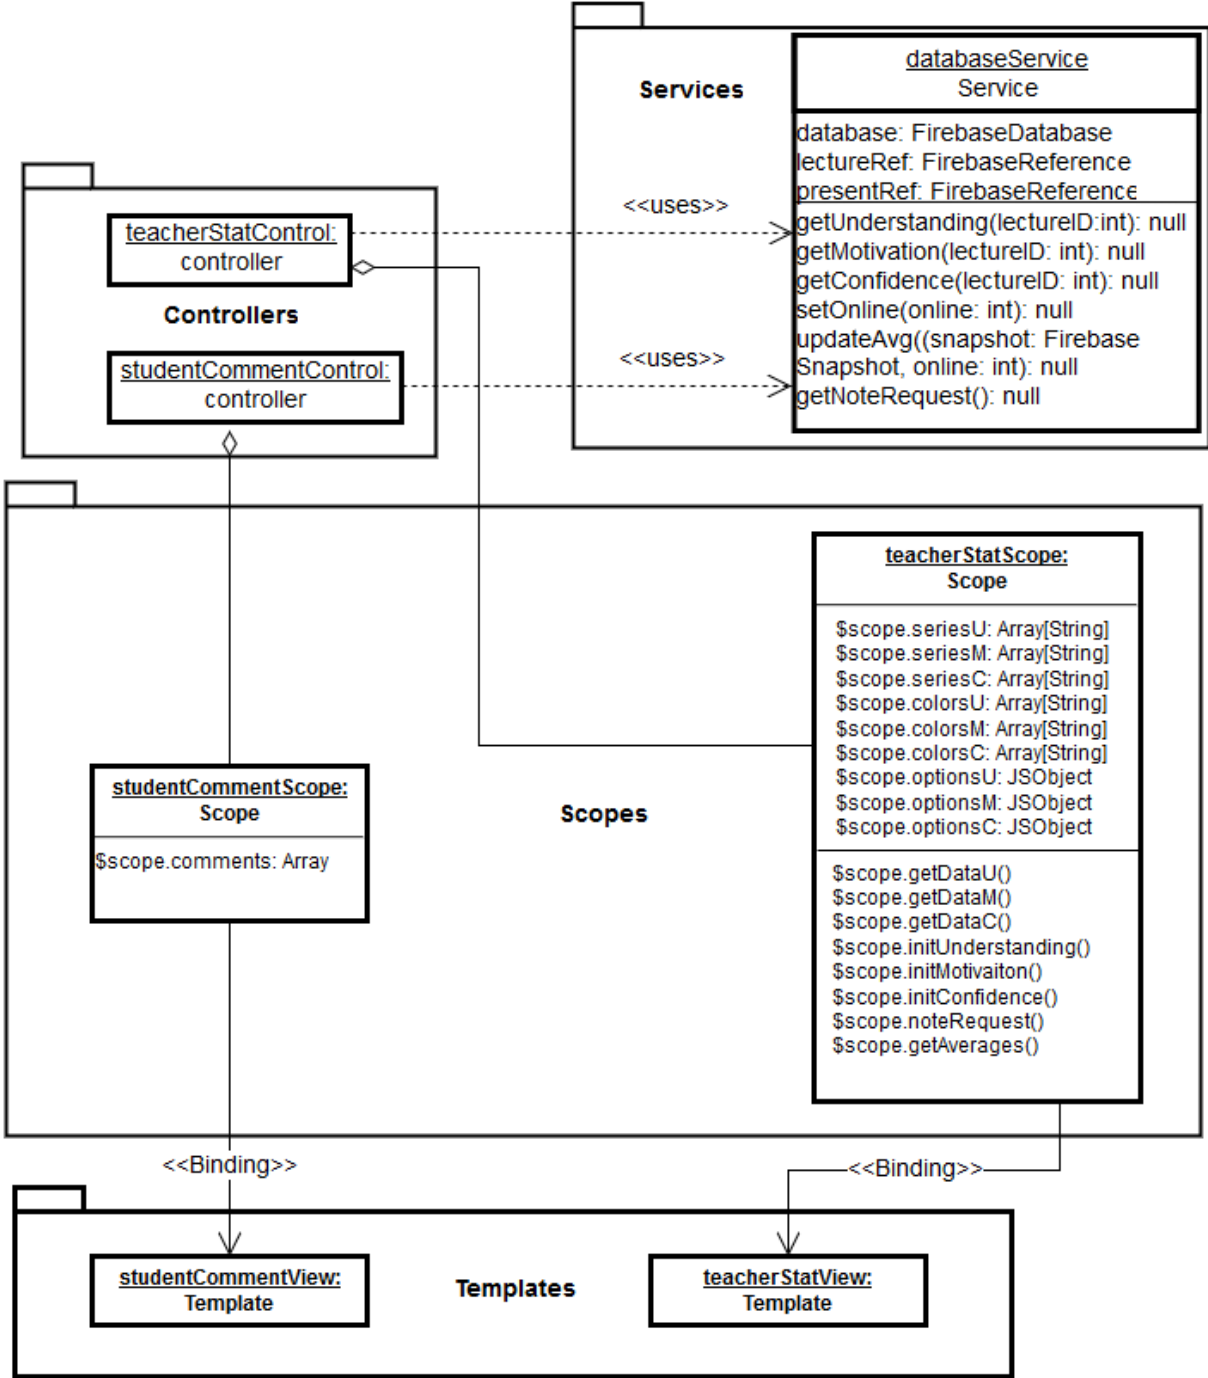 databaseService
Service
Services
database: FirebaseDatabase
lectureRef: FirebaseReference
presentRef: FirebaseReference
<<uses>>
getUnderstanding(lectureID:int): null
getMotivation(lectureID: int): null
getConfidence(lectureID: int): null
setOnline(online: int): null
updateAvg((snapshot: Firebase
Snapshot, online: int): null
getNoteRequest(): null
<<uses>>
teacherStatControl:
controller
Controllers
studentCommentControl:
controller
teacherStatScope:
Scope
$scope.seriesU: Array[String]
$scope.seriesM: Array[String]
$scope.seriesC: Array[String]
$scope.colorsU: Array[String]
$scope.colorsM: Array[String]
$scope.colorsC: Array[String]
$scope.optionsU: JSObject
$scope.optionsM: JSObject
$scope.optionsC: JSObject
$scope.getDataU()
$scope.getDataM()
$scope.getDataC()
$scope.initUnderstanding()
$scope.initMotivaiton()
$scope.initConfidence()
$scope.noteRequest()
$scope.getAverages()
studentCommentScope:
Scope
$scope.comments: Array
Scopes
<<Binding>>
<<Binding>>
studentCommentView:
Template
Templates
teacherStatView:
Template